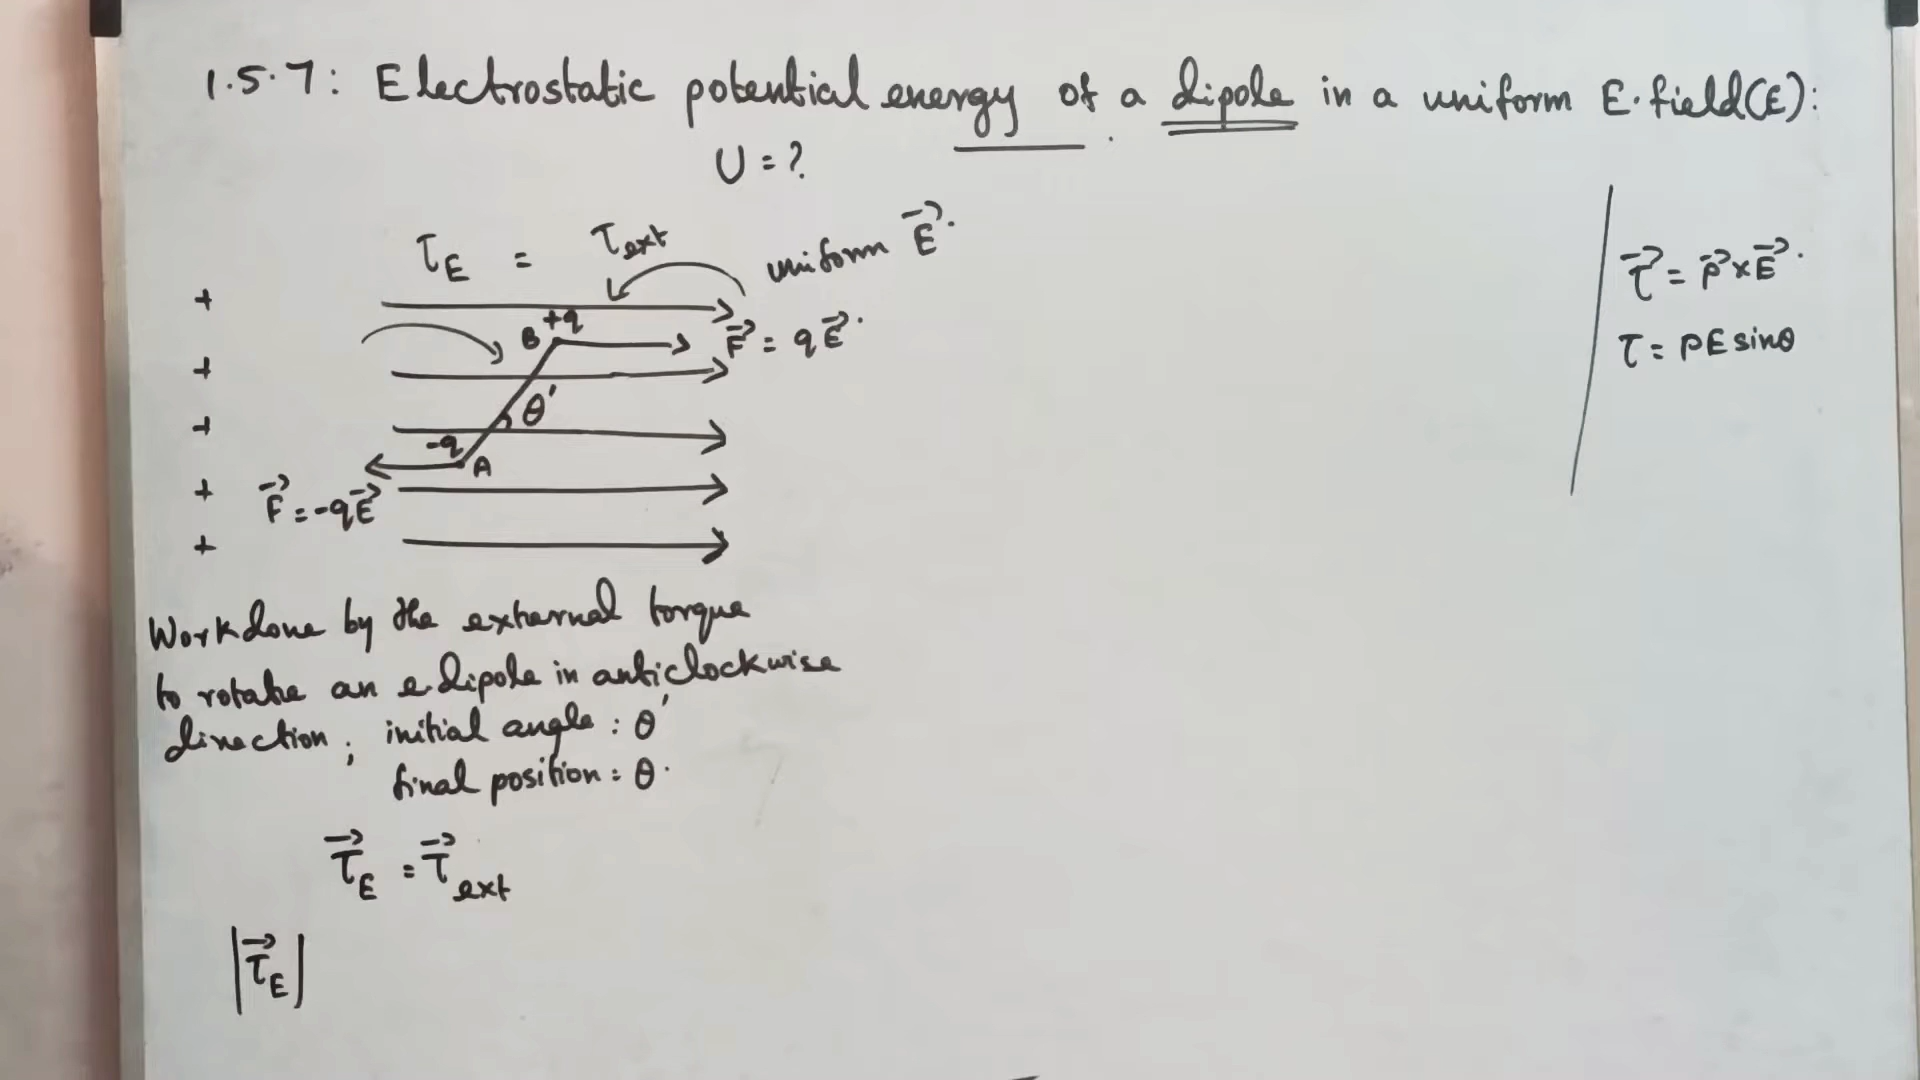 1.5.7: Electrostatic potential energy of a dipole in a uniform E.field(E):
U = ?
τE = τext
uniform E⃗.
+
+q
B
F⃗ = qE⃗.
+
θ'
+
-q
A
+
F⃗ = -qE⃗
+
τ⃗ = p⃗ x E⃗.
τ = PE sinθ
Workdone by the external torque
to rotate an e.dipole in anticlockwise
direction; initial angle : θ'
final position : θ.
τ⃗E = τ⃗ext
|τ⃗E|